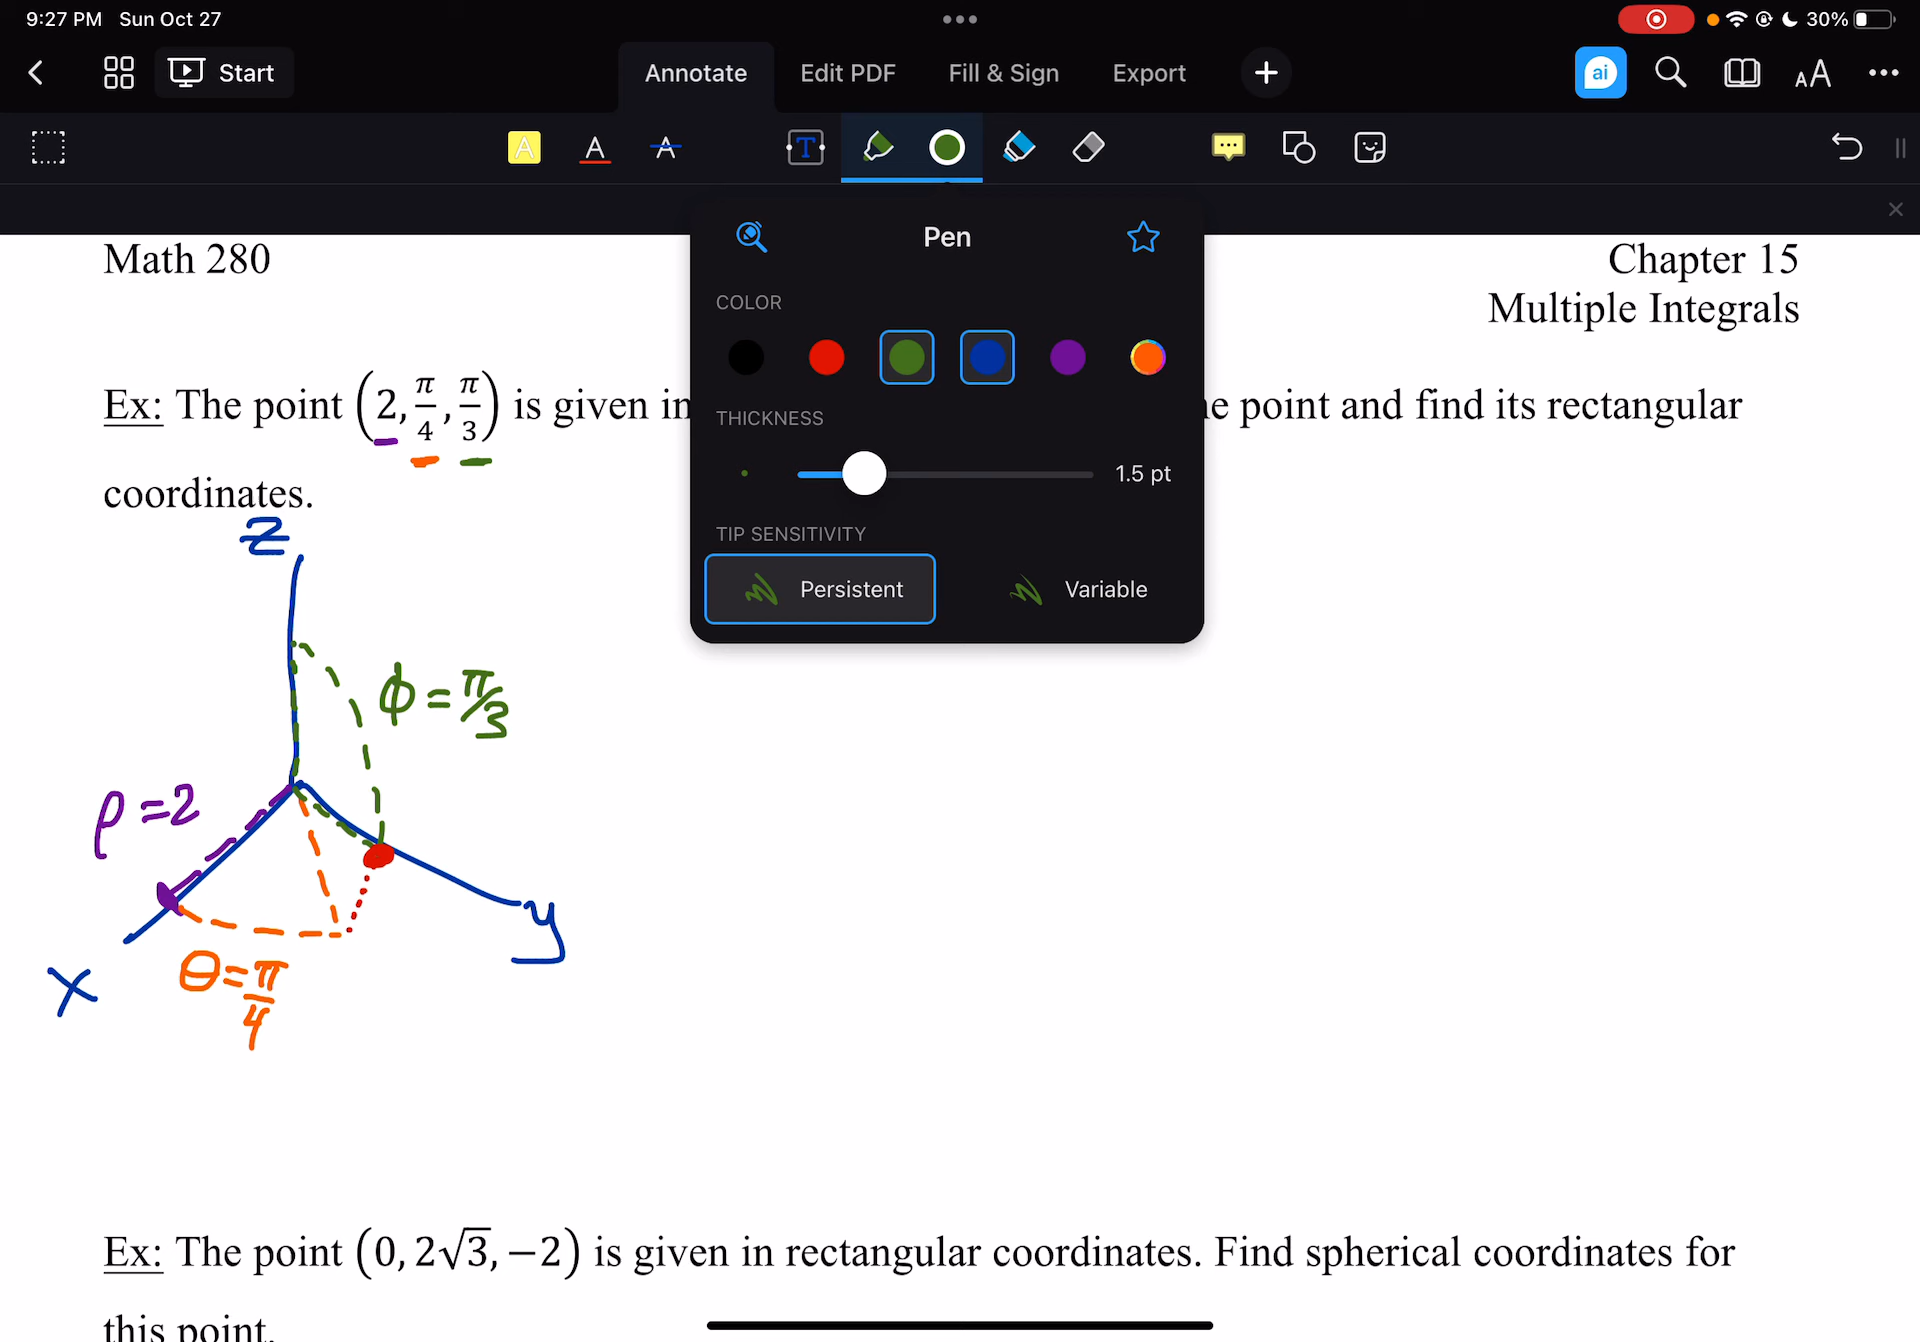 9:27 PM Sun Oct 27
30%
Start
Annotate
Edit PDF
Fill & Sign
Export
ai
AA
A A A T
Pen
COLOR
THICKNESS
1.5 pt
TIP SENSITIVITY
Persistent
Variable
Math 280
Chapter 15
Multiple Integrals
Ex: The point (2, π/4, π/3) is given in
e point and find its rectangular
coordinates.
z
ϕ = π/3
ρ = 2
y
x
θ = π/4
Ex: The point (0, 2√3, −2) is given in rectangular coordinates. Find spherical coordinates for
this point.